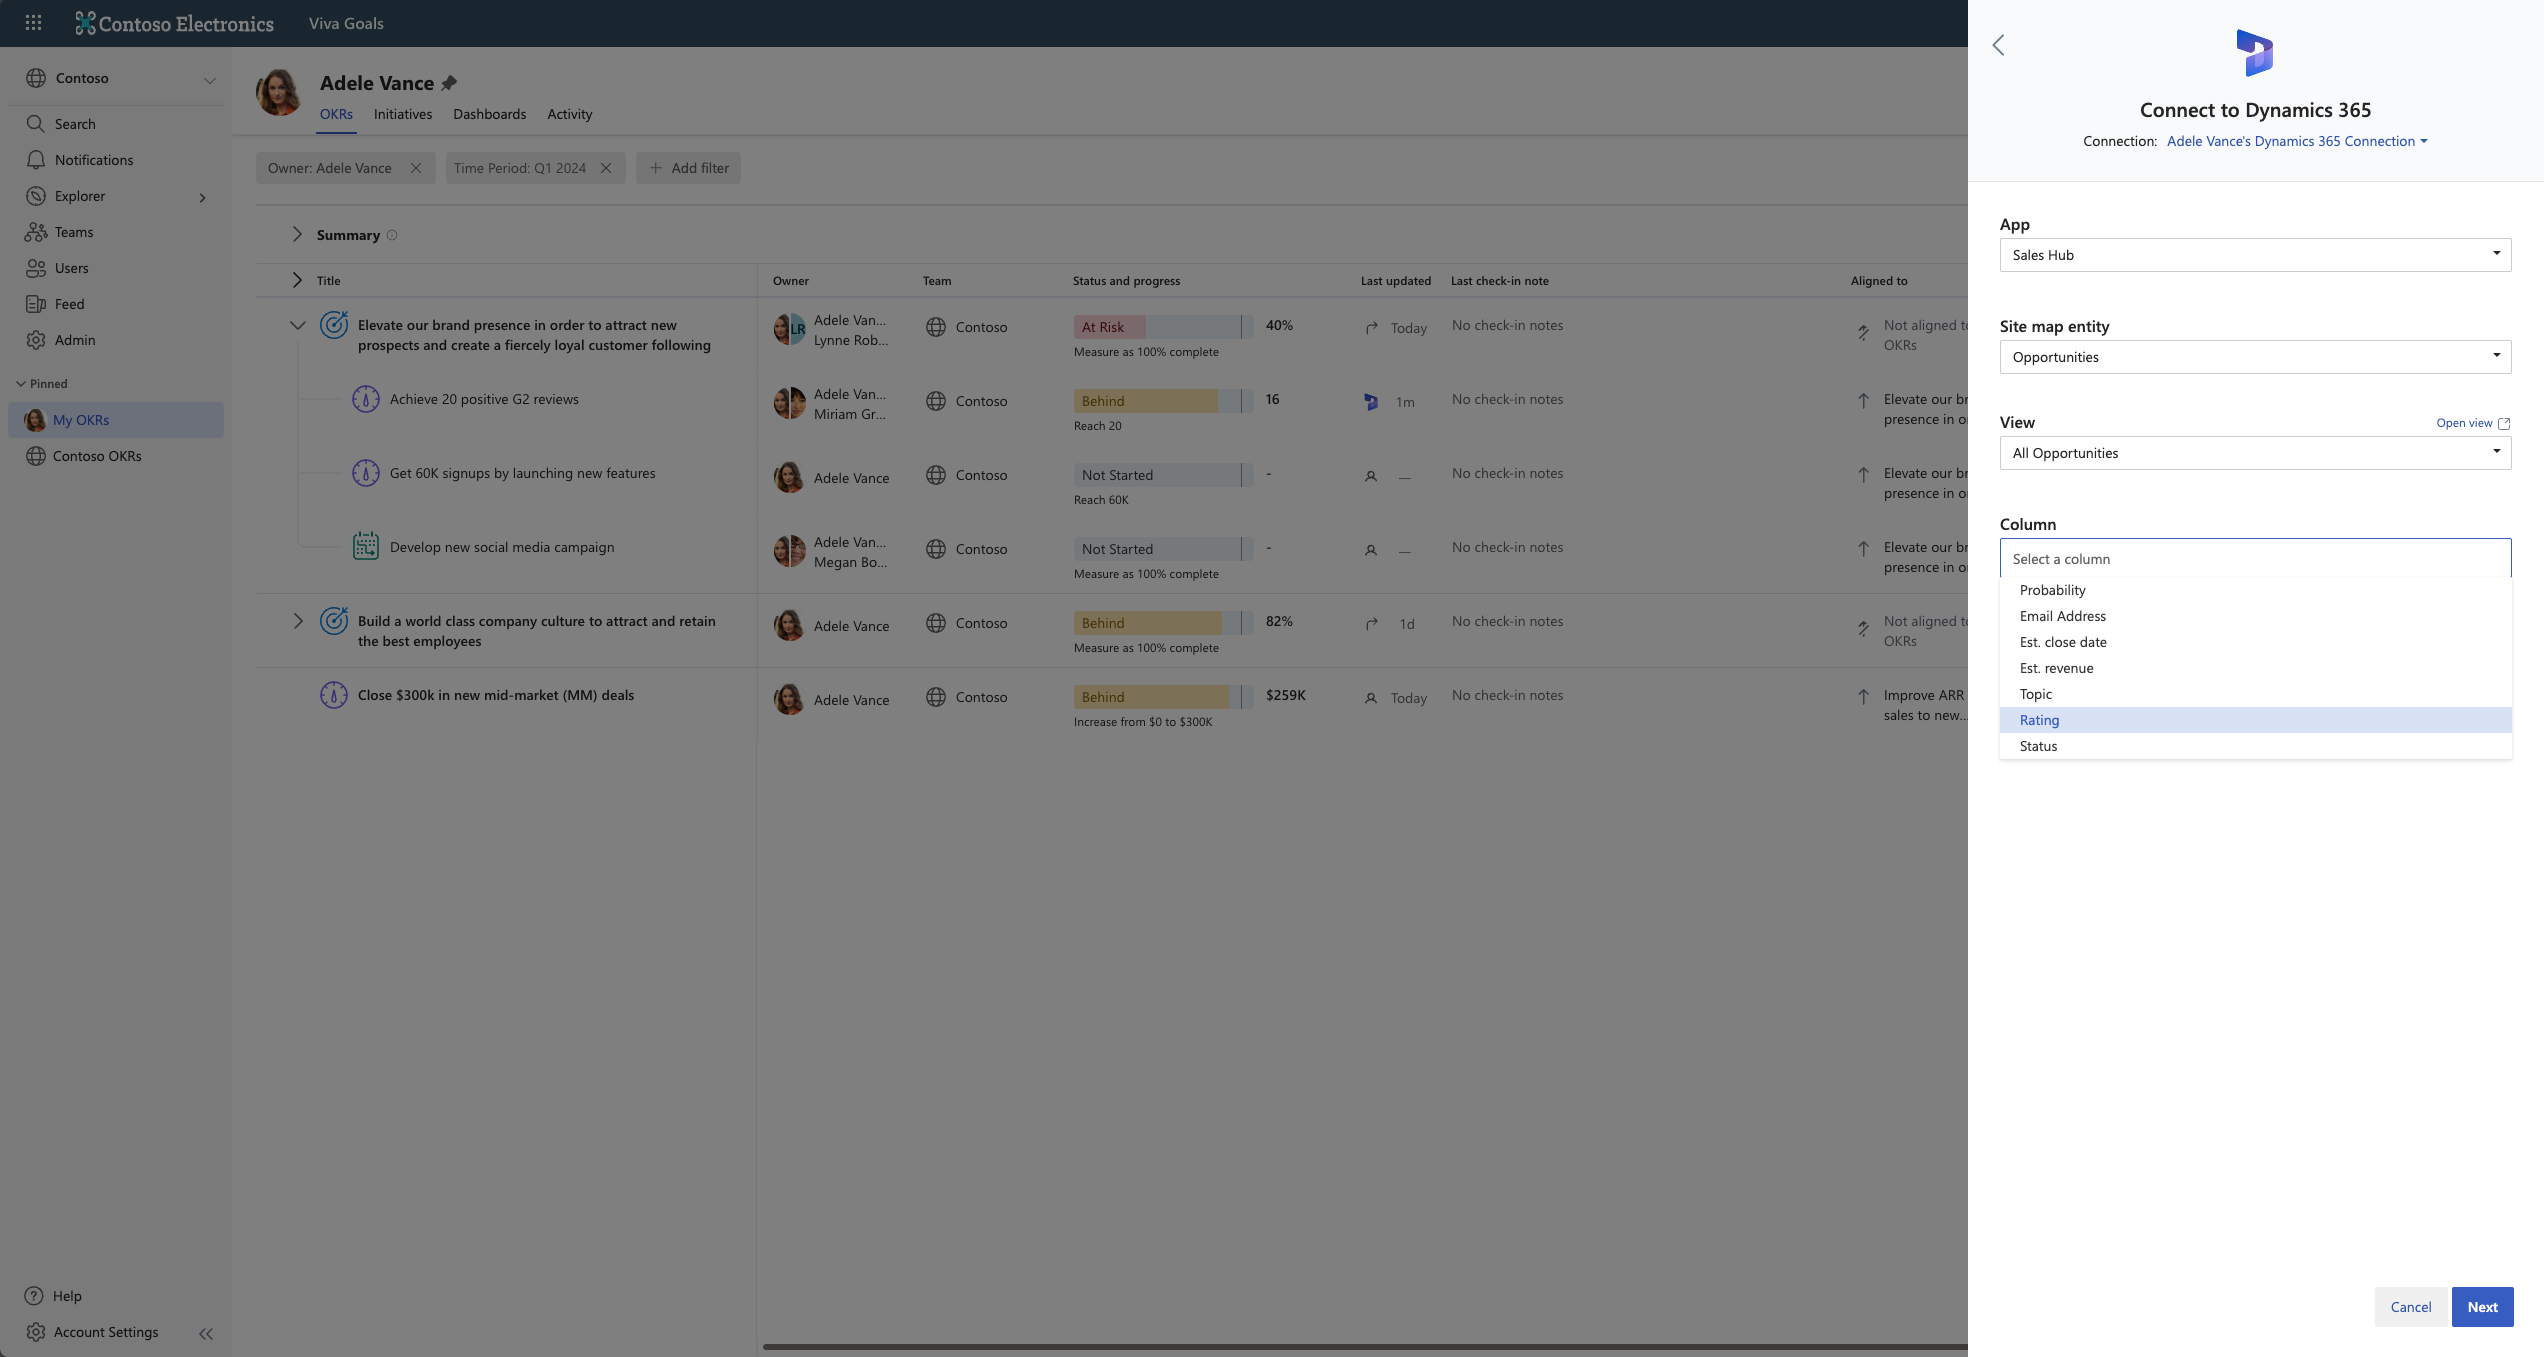 Contoso Electronics
Viva Goals
Contoso
Search
Notifications
Explorer
Teams
Users
Feed
Admin
Pinned
My OKRs
Contoso OKRs
Help
Account Settings
Adele Vance
OKRs Initiatives Dashboards Activity
Owner: Adele Vance Time Period: Q1 2024 Add filter
Summary
Title Owner Team Status and progress Last updated Last check-in note Aligned to
Elevate our brand presence in order to attract new
prospects and create a fiercely loyal customer following
LR
Adele Van...
Lynne Rob...
Contoso
At Risk 40%
Measure as 100% complete
Today
No check-in notes
Not aligned to
OKRs
Achieve 20 positive G2 reviews
Adele Van...
Miriam Gr...
Contoso
Behind 16
Reach 20
1m
No check-in notes
Elevate our br
presence in o
Get 60K signups by launching new features
Adele Vance
Contoso
Not Started -
Reach 60K
—
No check-in notes
Elevate our br
presence in o
Develop new social media campaign
Adele Van...
Megan Bo...
Contoso
Not Started -
Measure as 100% complete
—
No check-in notes
Elevate our br
presence in o
Build a world class company culture to attract and retain
the best employees
Adele Vance
Contoso
Behind 82%
Measure as 100% complete
1d
No check-in notes
Not aligned to
OKRs
Close $300k in new mid-market (MM) deals
Adele Vance
Contoso
Behind $259K
Increase from $0 to $300K
Today
No check-in notes
Improve ARR
sales to new...
Connect to Dynamics 365
Connection: Adele Vance's Dynamics 365 Connection
App
Sales Hub
Site map entity
Opportunities
View Open view
All Opportunities
Column
Select a column
Probability
Email Address
Est. close date
Est. revenue
Topic
Rating
Status
Cancel Next